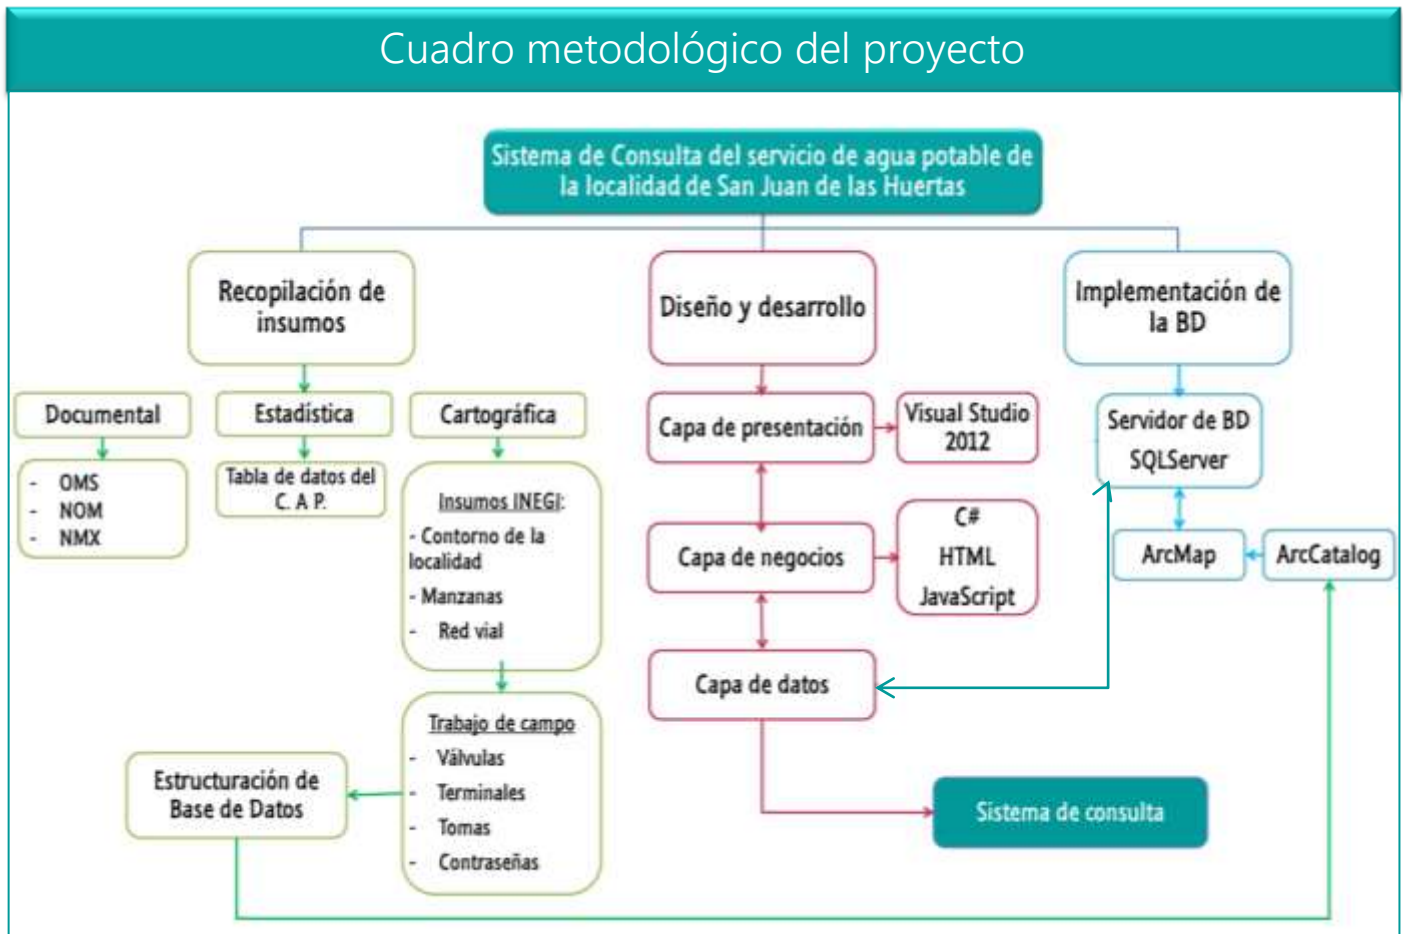 Cuadro metodológico del proyecto
Sistema de Consulta del servicio de agua potable de
la localidad de San Juan de las Huertas
Recopilación de
insumos
Diseño y desarrollo
Implementación de
la BD
Documental
Estadística
Cartográfica
- OMS
- NOM
- NMX
Tabla de datos del
C. A P.
Insumos INEGI:
- Contorno de la
localidad
- Manzanas
- Red vial
Trabajo de campo
- Válvulas
- Terminales
- Tomas
- Contraseñas
Estructuración de
Base de Datos
Capa de presentación
Visual Studio
2012
Capa de negocios
C#
HTML
JavaScript
Capa de datos
Sistema de consulta
Servidor de BD
SQLServer
ArcMap
ArcCatalog